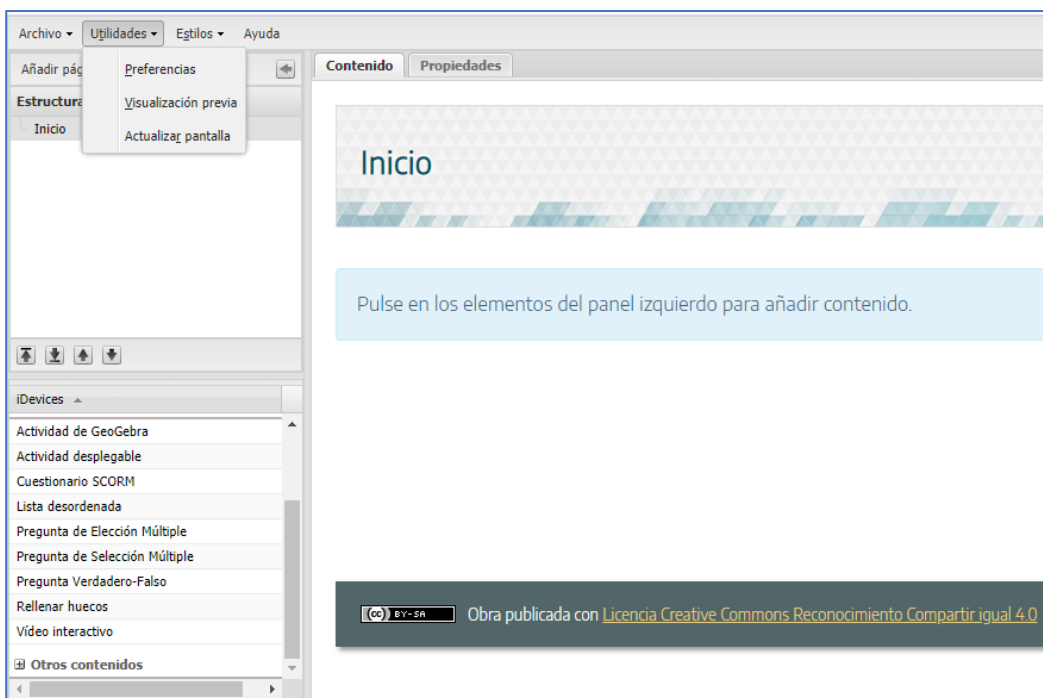 Archivo Utilidades Estilos Ayuda
Añadir pág
Preferencias
Visualización previa
Actualizar pantalla
Estructura
Inicio
iDevices
Actividad de GeoGebra
Actividad desplegable
Cuestionario SCORM
Lista desordenada
Pregunta de Elección Múltiple
Pregunta de Selección Múltiple
Pregunta Verdadero-Falso
Rellenar huecos
Vídeo interactivo
Otros contenidos
Contenido Propiedades
Inicio
Pulse en los elementos del panel izquierdo para añadir contenido.
(cc) BY-SA Obra publicada con Licencia Creative Commons Reconocimiento Compartir igual 4.0